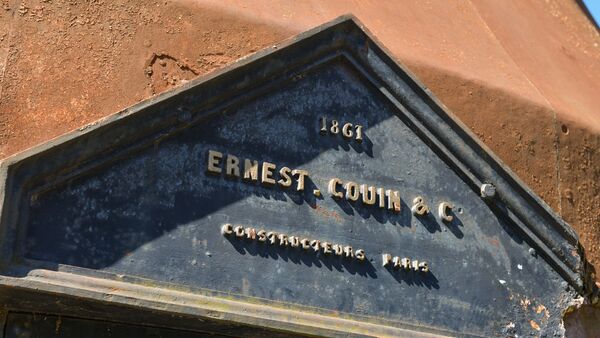 1861
ERNEST. GOUIN & Cie
CONSTRUCTEURS PARIS